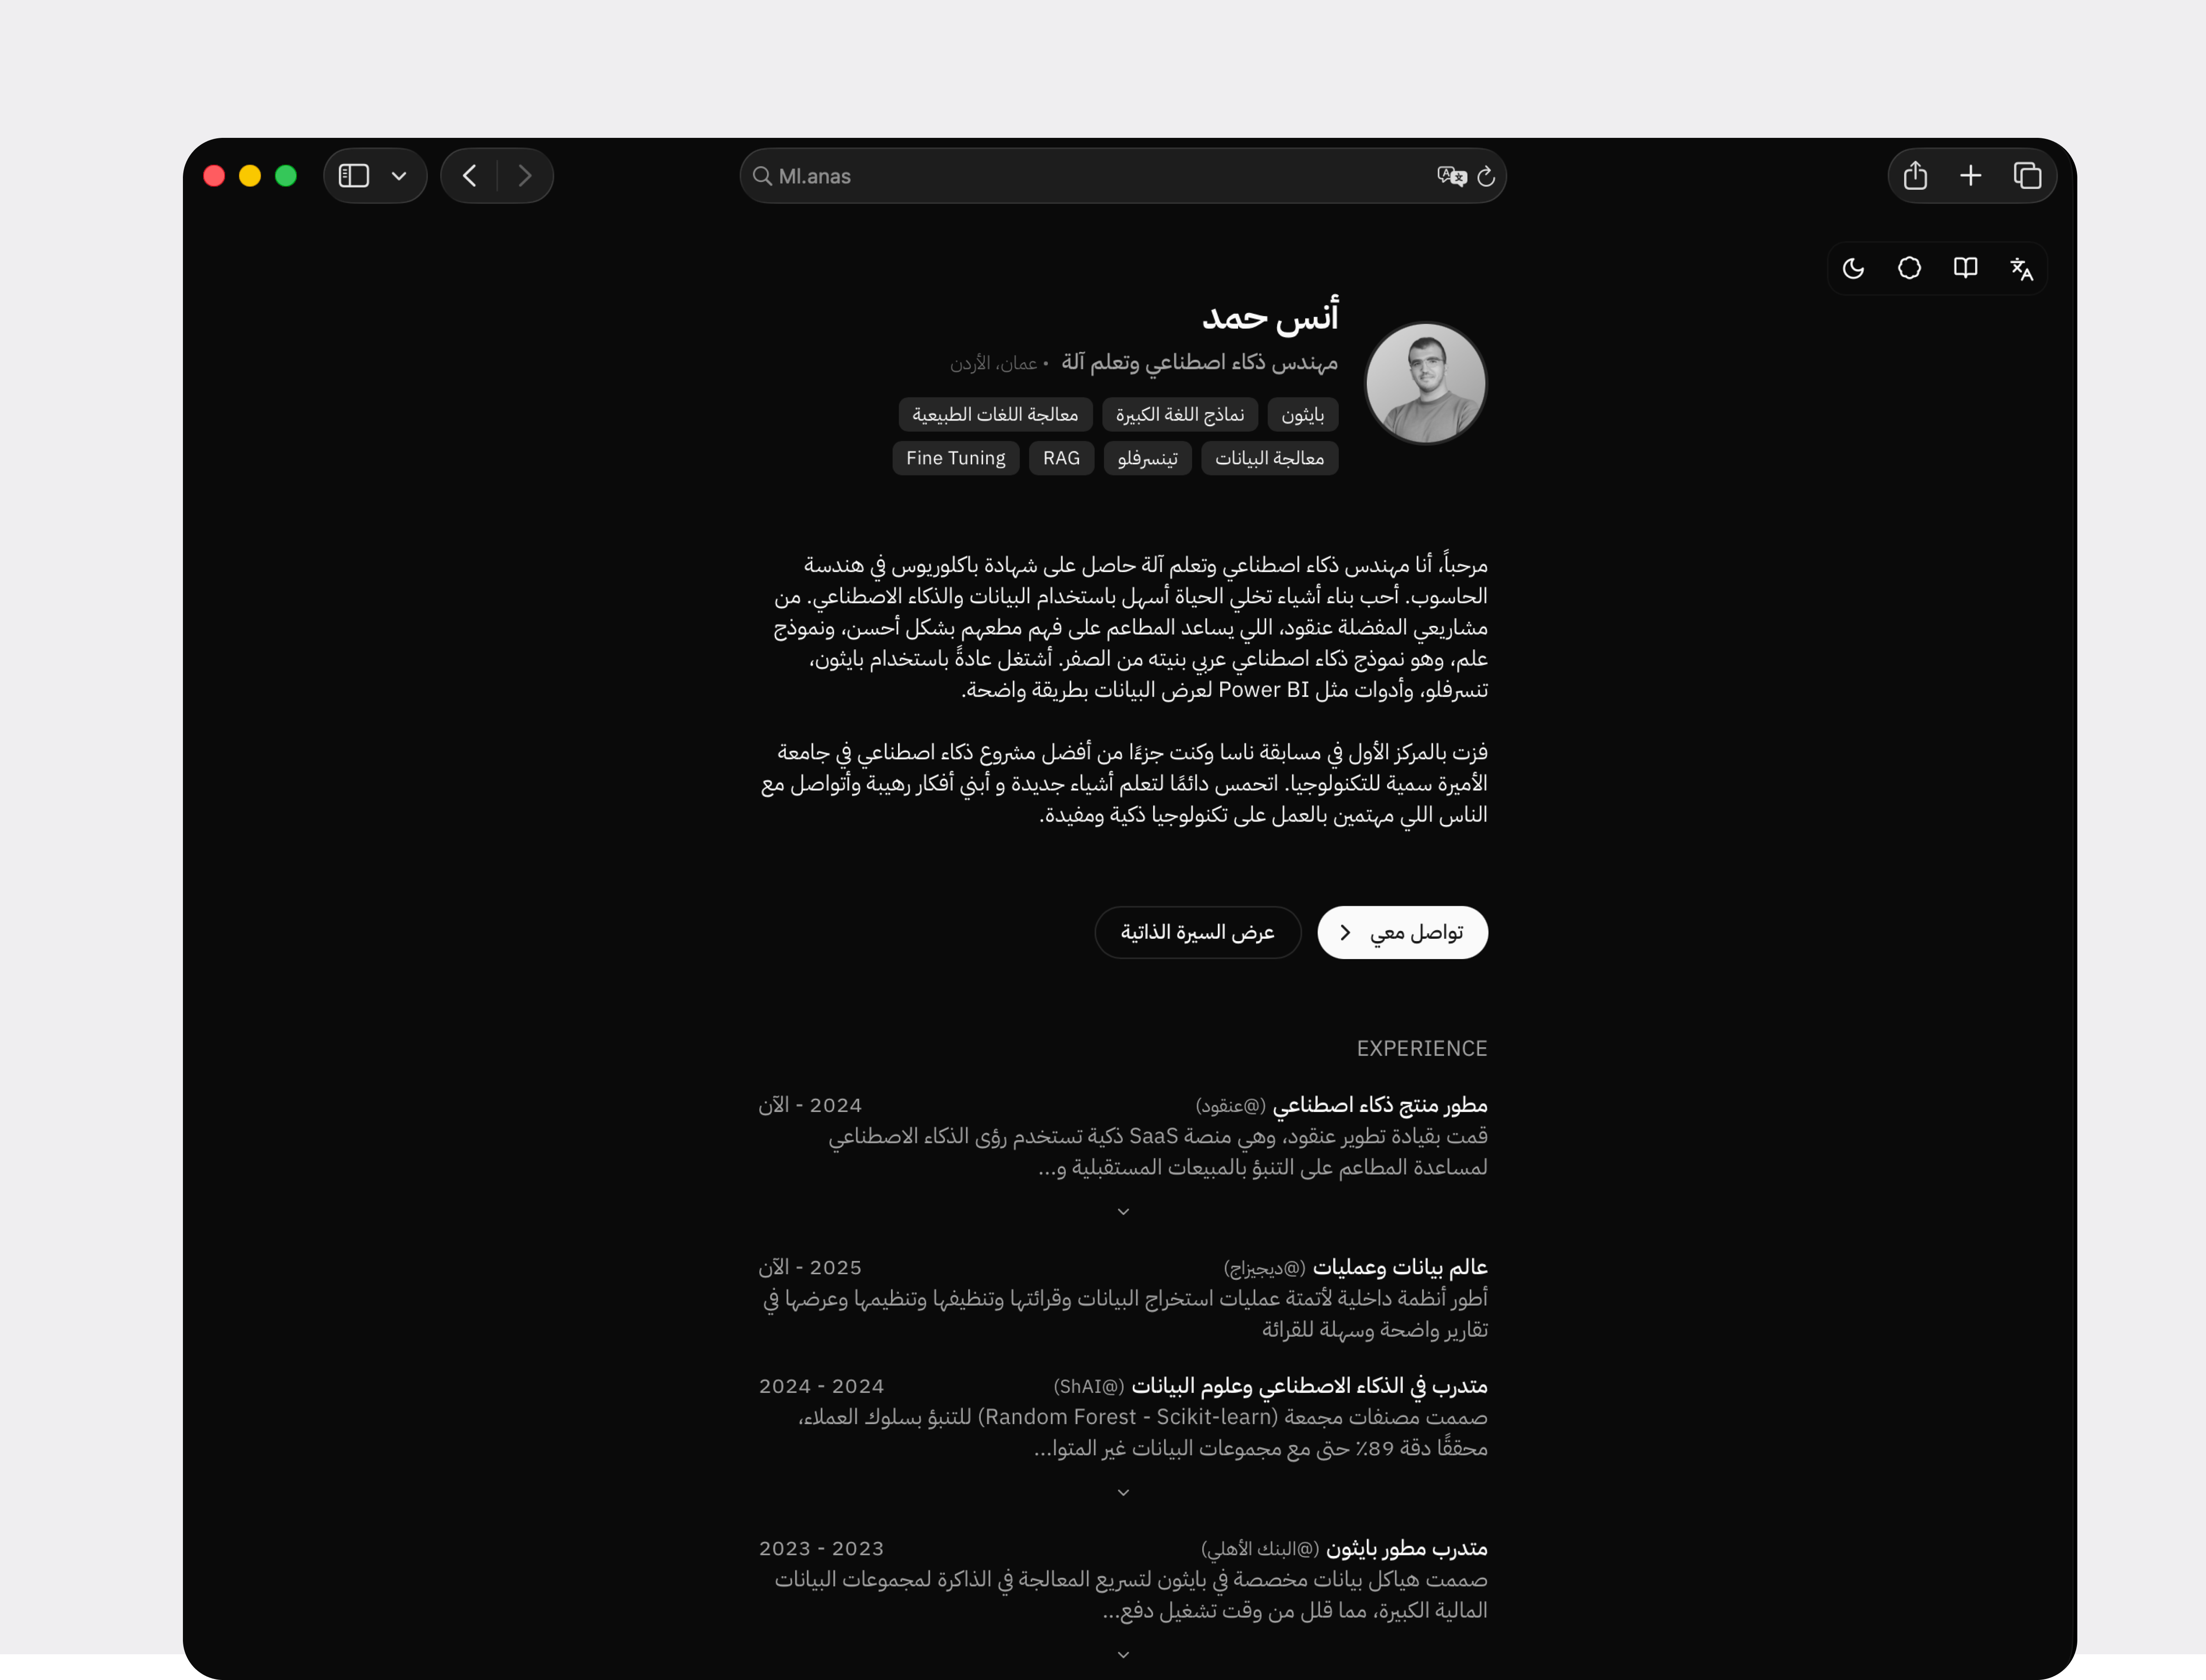 Ml.anas
أنس حمد
مهندس ذكاء اصطناعي وتعلم آلة • عمان، الأردن
بايثون نماذج اللغة الكبيرة معالجة اللغات الطبيعية
معالجة البيانات تينسرفلو RAG Fine Tuning
مرحباً، أنا مهندس ذكاء اصطناعي وتعلم آلة حاصل على شهادة باكلوريوس في هندسة
الحاسوب. أحب بناء أشياء تخلي الحياة أسهل باستخدام البيانات والذكاء الاصطناعي. من
مشاريعي المفضلة عنقود، اللي يساعد المطاعم على فهم مطعهم بشكل أحسن، ونموذج
علم، وهو نموذج ذكاء اصطناعي عربي بنيته من الصفر. أشتغل عادةً باستخدام بايثون،
تنسرفلو، وأدوات مثل Power BI لعرض البيانات بطريقة واضحة.
فزت بالمركز الأول في مسابقة ناسا وكنت جزءًا من أفضل مشروع ذكاء اصطناعي في جامعة
الأميرة سمية للتكنولوجيا. اتحمس دائمًا لتعلم أشياء جديدة و أبني أفكار رهيبة وأتواصل مع
الناس اللي مهتمين بالعمل على تكنولوجيا ذكية ومفيدة.
تواصل معي
عرض السيرة الذاتية
EXPERIENCE
مطور منتج ذكاء اصطناعي (@عنقود) 2024 - الآن
قمت بقيادة تطوير عنقود، وهي منصة SaaS ذكية تستخدم رؤى الذكاء الاصطناعي
لمساعدة المطاعم على التنبؤ بالمبيعات المستقبلية و...
عالم بيانات وعمليات (@ديجيزاج) 2025 - الآن
أطور أنظمة داخلية لأتمتة عمليات استخراج البيانات وقرائتها وتنظيفها وتنظيمها وعرضها في
تقارير واضحة وسهلة للقرائة
متدرب في الذكاء الاصطناعي وعلوم البيانات (@ShAI) 2024 - 2024
صممت مصنفات مجمعة (Random Forest - Scikit-learn) للتنبؤ بسلوك العملاء،
محققًا دقة 89٪ حتى مع مجموعات البيانات غير المتوا...
متدرب مطور بايثون (@البنك الأهلي) 2023 - 2023
صممت هياكل بيانات مخصصة في بايثون لتسريع المعالجة في الذاكرة لمجموعات البيانات
المالية الكبيرة، مما قلل من وقت تشغيل دفع...